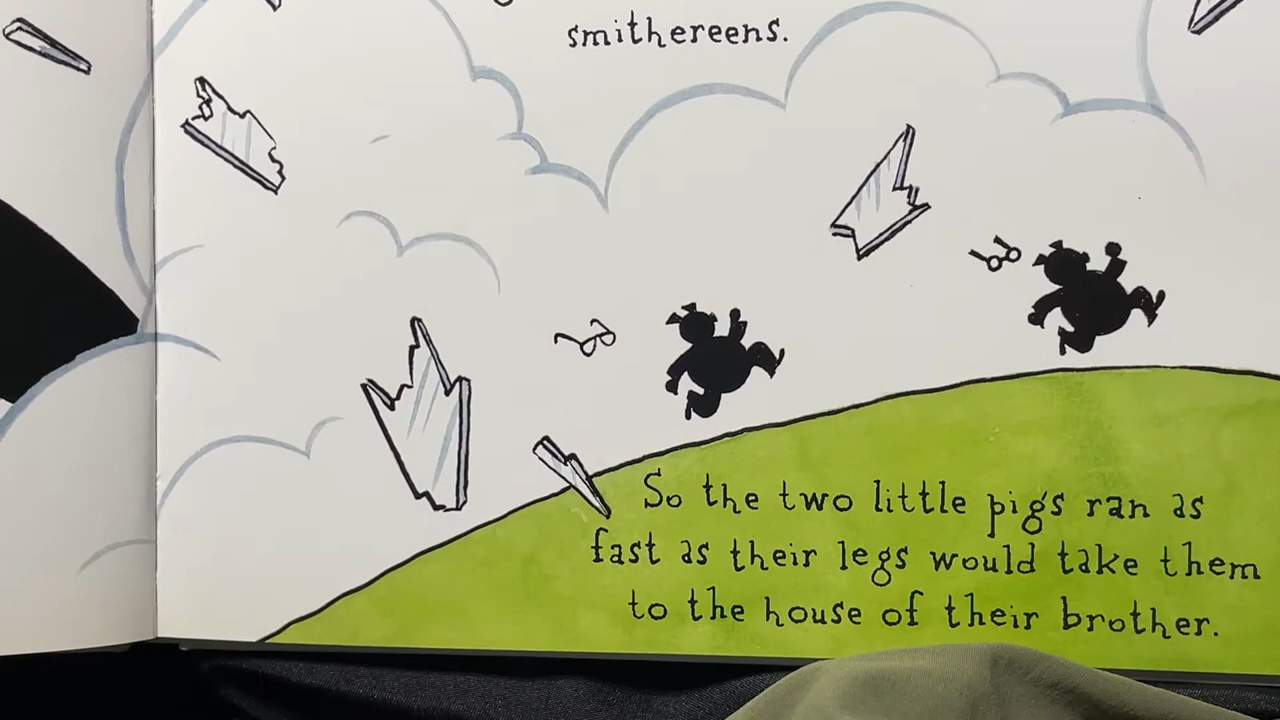 smithereens.
So the two little pigs ran as
fast as their legs would take them
to the house of their brother.